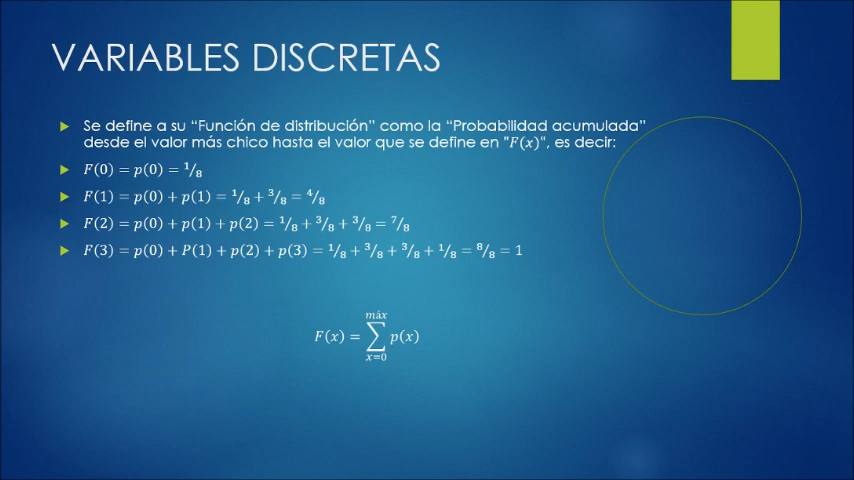 VARIABLES DISCRETAS
Se define a su “Función de distribución” como la “Probabilidad acumulada”
desde el valor más chico hasta el valor que se define en "F(x)", es decir:
F(0) = p(0) = 1/8
F(1) = p(0) + p(1) = 1/8 + 3/8 = 4/8
F(2) = p(0) + p(1) + p(2) = 1/8 + 3/8 + 3/8 = 7/8
F(3) = p(0) + P(1) + p(2) + p(3) = 1/8 + 3/8 + 3/8 + 1/8 = 8/8 = 1
máx
F(x) = ∑ p(x)
x=0